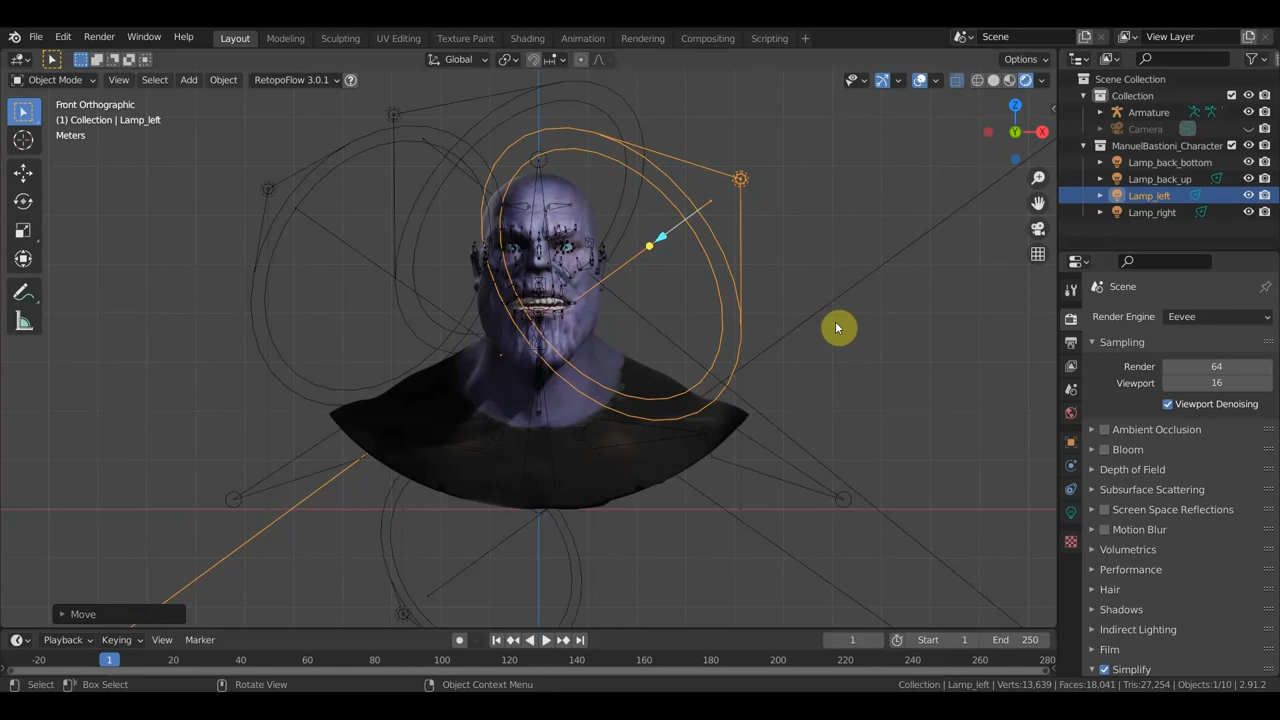 File Edit Render Window Help Layout Modeling Sculpting UV Editing Texture Paint Shading Animation Rendering Compositing Scripting + Scene View Layer
Global Options
Object Mode View Select Add Object RetopoFlow 3.0.1 ?
Scene Collection
Collection
Armature
Camera
ManuelBastioni_Character
Lamp_back_bottom
Lamp_back_up
Lamp_left
Lamp_right
Front Orthographic
(1) Collection | Lamp_left
Meters
Z
Y
X
Scene
Render Engine Eevee
Sampling
Render 64
Viewport 16
Viewport Denoising
Ambient Occlusion
Bloom
Depth of Field
Subsurface Scattering
Screen Space Reflections
Motion Blur
Volumetrics
Performance
Hair
Shadows
Indirect Lighting
Film
Simplify
Move
Playback Keying View Marker 1 Start 1 End 250
-20 1 20 40 60 80 100 120 140 160 180 200 220 240 260 280
Select Box Select Rotate View Object Context Menu Collection | Lamp_left | Verts:13,639 | Faces:18,041 | Tris:27,254 | Objects:1/10 | 2.91.2